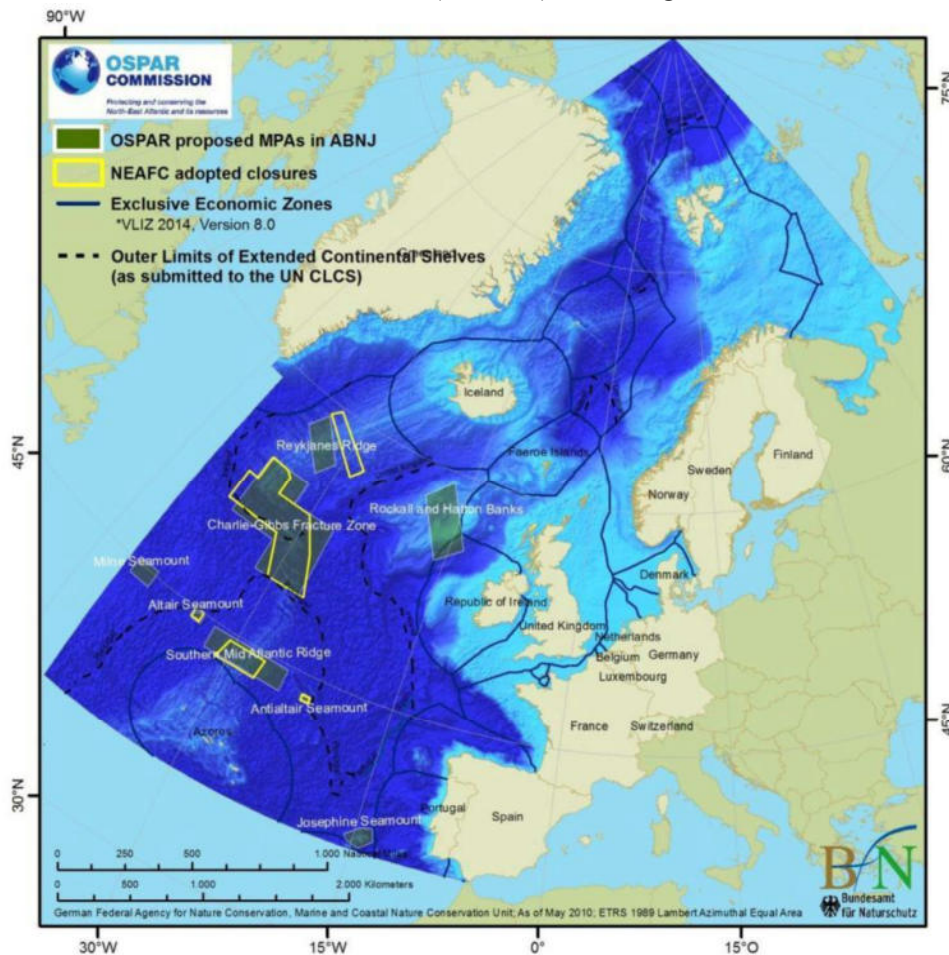 90°W
OSPAR
COMMISSION
Protecting and conserving the
North-East Atlantic and its resources
75°N
OSPAR proposed MPAs in ABNJ
NEAFC adopted closures
Exclusive Economic Zones
*VLIZ 2014, Version 8.0
Outer Limits of Extended Continental Shelves
(as submitted to the UN CLCS)
Iceland
45°N
Reykjanes Ridge
Faeroe Islands
60°N
Finland
Sweden
Norway
Rockall and Hatton Banks
Charlie-Gibbs Fracture Zone
Milne Seamount
Denmark
Altair Seamount
Republic of Ireland
United Kingdom
Netherlands
Southern Mid Atlantic Ridge
Belgium
Germany
Luxembourg
Antialtair Seamount
45°N
France
Switzerland
Azores
30°N
Portugal
Spain
Josephine Seamount
0 250 500 1.000 Nautical Miles
0 500 1.000 2.000 Kilometers
BfN
Bundesamt
für Naturschutz
German Federal Agency for Nature Conservation, Marine and Coastal Nature Conservation Unit; As of May 2010; ETRS 1989 Lambert Azimuthal Equal Area
30°W
15°W
0°
15°O